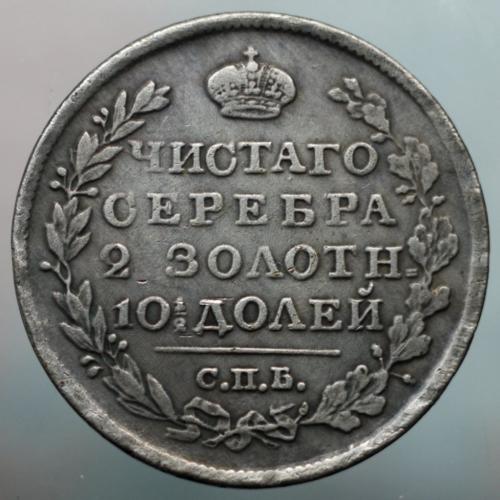 ЧИСТАГО
СЕРЕБРА
2 ЗОЛОТН.
10½ ДОЛЕЙ
С.П.Б.